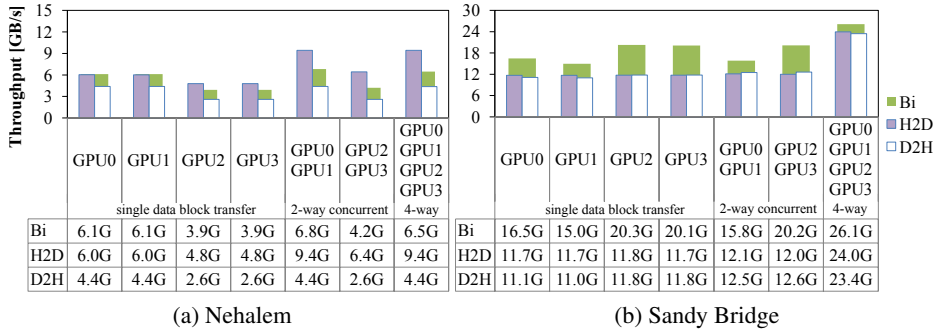 Throughput [GB/s]
15
12
9
6
3
0
GPU0 GPU1 GPU2 GPU3 GPU0 GPU1 GPU2 GPU3 GPU0 GPU1 GPU2 GPU3
single data block transfer 2-way concurrent 4-way
Bi 6.1G 6.1G 3.9G 3.9G 6.8G 4.2G 6.5G
H2D 6.0G 6.0G 4.8G 4.8G 9.4G 6.4G 9.4G
D2H 4.4G 4.4G 2.6G 2.6G 4.4G 2.6G 4.4G
(a) Nehalem
30
24
18
12
6
0
GPU0 GPU1 GPU2 GPU3 GPU0 GPU1 GPU2 GPU3 GPU0 GPU1 GPU2 GPU3
single data block transfer 2-way concurrent 4-way
Bi 16.5G 15.0G 20.3G 20.1G 15.8G 20.2G 26.1G
H2D 11.7G 11.7G 11.8G 11.7G 12.1G 12.0G 24.0G
D2H 11.1G 11.0G 11.8G 11.8G 12.5G 12.6G 23.4G
Bi
H2D
D2H
(b) Sandy Bridge